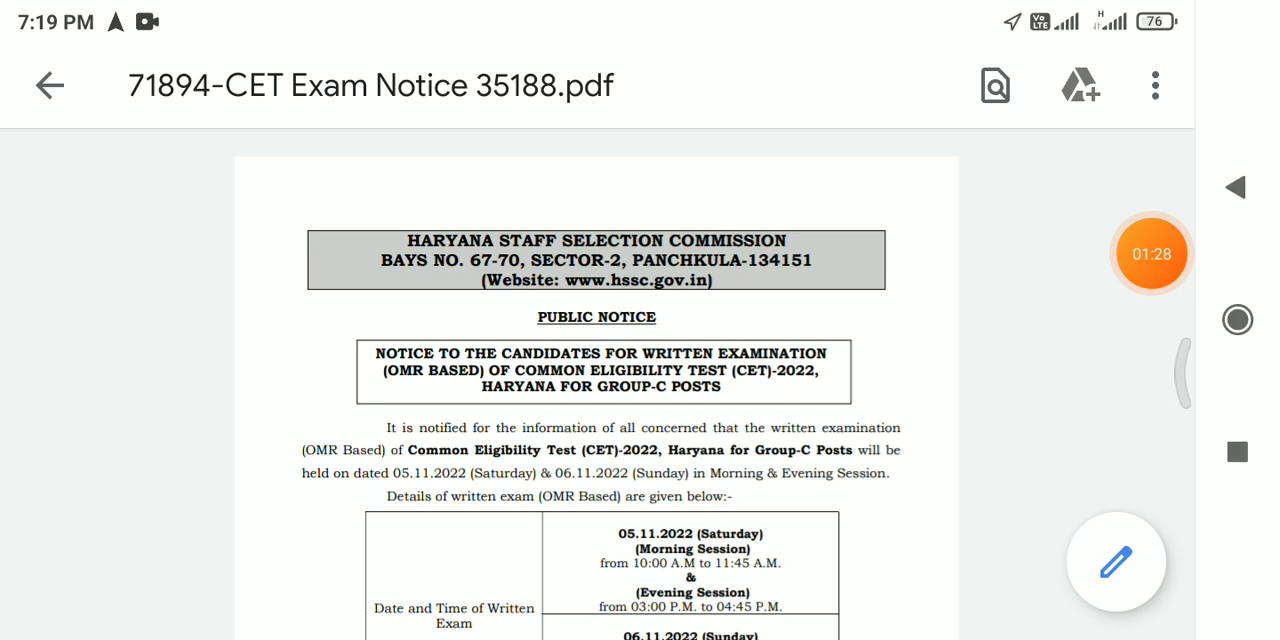 7:19 PM
Vo LTE
H
76
71894-CET Exam Notice 35188.pdf
HARYANA STAFF SELECTION COMMISSION
BAYS NO. 67-70, SECTOR-2, PANCHKULA-134151
(Website: www.hssc.gov.in)
01:28
PUBLIC NOTICE
NOTICE TO THE CANDIDATES FOR WRITTEN EXAMINATION
(OMR BASED) OF COMMON ELIGIBILITY TEST (CET)-2022,
HARYANA FOR GROUP-C POSTS
It is notified for the information of all concerned that the written examination
(OMR Based) of Common Eligibility Test (CET)-2022, Haryana for Group-C Posts will be
held on dated 05.11.2022 (Saturday) & 06.11.2022 (Sunday) in Morning & Evening Session.
Details of written exam (OMR Based) are given below:-
05.11.2022 (Saturday)
(Morning Session)
from 10:00 A.M to 11:45 A.M.
&
(Evening Session)
from 03:00 P.M. to 04:45 P.M.
Date and Time of Written
Exam
06.11.2022 (Sunday)